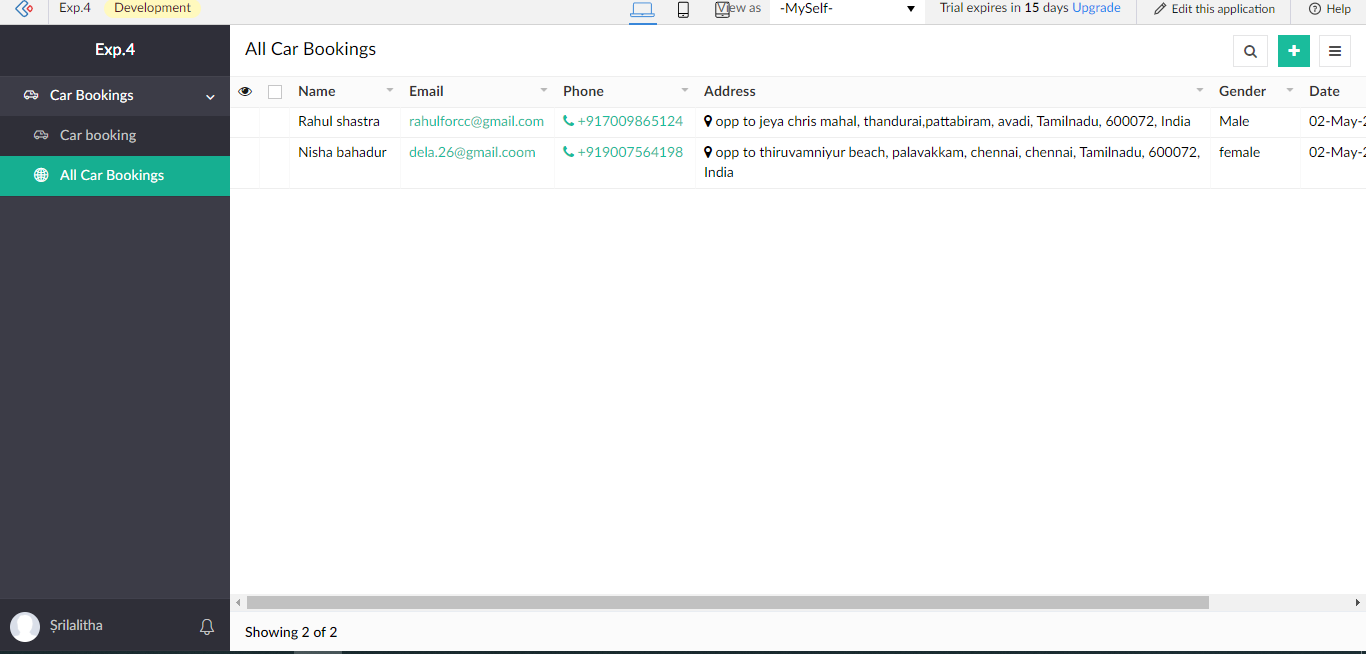 Exp.4 Development View as -MySelf- Trial expires in 15 days Upgrade Edit this application Help
Exp.4
Car Bookings
Car booking
All Car Bookings
All Car Bookings
Name Email Phone Address Gender Date
Rahul shastra rahulforcc@gmail.com +917009865124 opp to jeya chris mahal, thandurai,pattabiram, avadi, Tamilnadu, 600072, India Male 02-May-2
Nisha bahadur dela.26@gmail.coom +919007564198 opp to thiruvamniyur beach, palavakkam, chennai, chennai, Tamilnadu, 600072, female 02-May-2
India
Șrilalitha
Showing 2 of 2